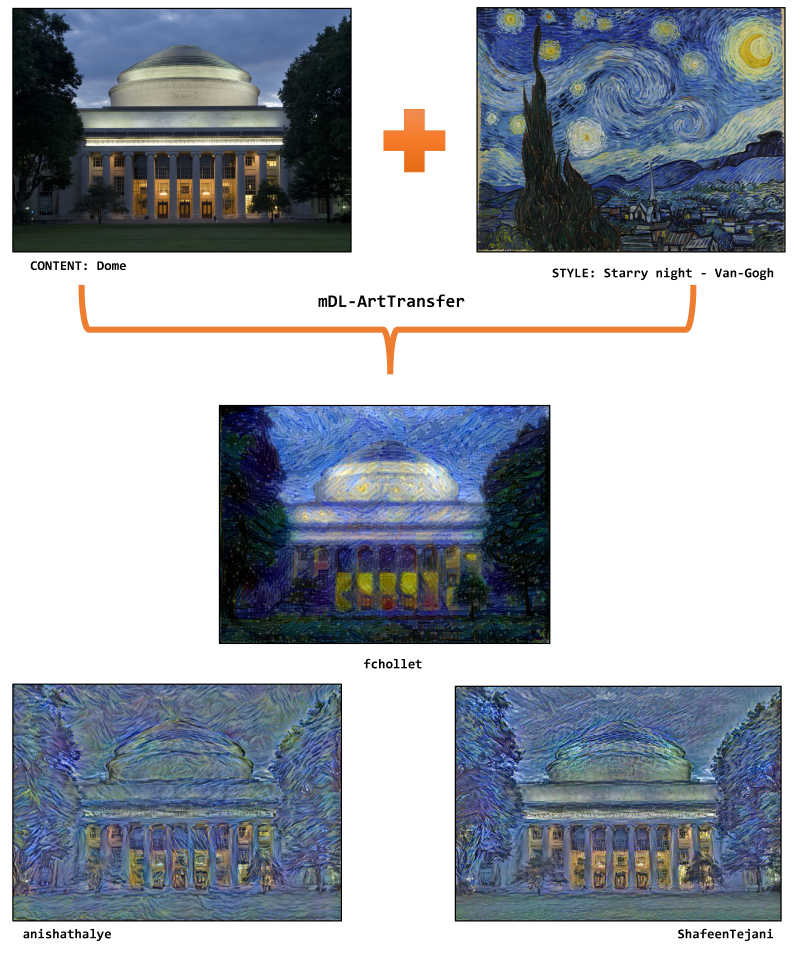 CONTENT: Dome
STYLE: Starry night - Van-Gogh
mDL-ArtTransfer
fchollet
anishathalye
ShafeenTejani